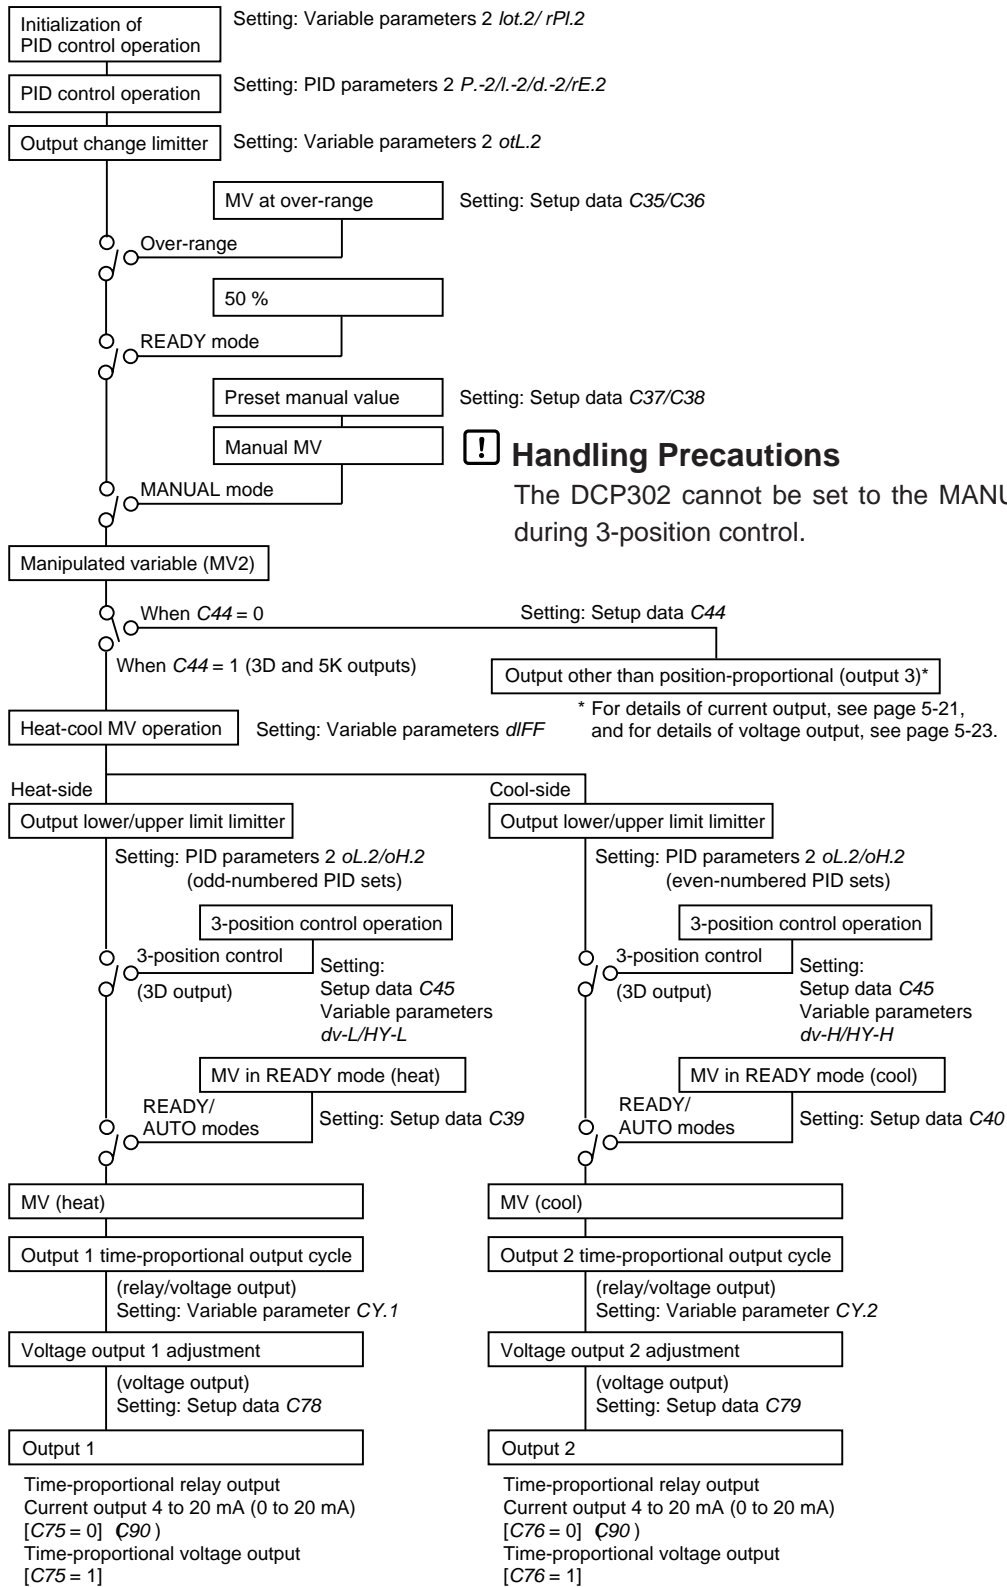 Initialization of
PID control operation
Setting: Variable parameters 2 lot.2/ rPl.2
PID control operation
Setting: PID parameters 2 P.-2/I.-2/d.-2/rE.2
Output change limitter
Setting: Variable parameters 2 otL.2
MV at over-range
Setting: Setup data C35/C36
Over-range
50 %
READY mode
Preset manual value
Setting: Setup data C37/C38
Manual MV
! Handling Precautions
MANUAL mode
The DCP302 cannot be set to the MANU
during 3-position control.
Manipulated variable (MV2)
When C44 = 0
Setting: Setup data C44
When C44 = 1 (3D and 5K outputs)
Output other than position-proportional (output 3)*
* For details of current output, see page 5-21,
and for details of voltage output, see page 5-23.
Heat-cool MV operation
Setting: Variable parameters dIFF
Heat-side
Output lower/upper limit limitter
Setting: PID parameters 2 oL.2/oH.2
(odd-numbered PID sets)
3-position control operation
3-position control
(3D output)
Setting:
Setup data C45
Variable parameters
dv-L/HY-L
MV in READY mode (heat)
READY/
AUTO modes
Setting: Setup data C39
MV (heat)
Output 1 time-proportional output cycle
(relay/voltage output)
Setting: Variable parameter CY.1
Voltage output 1 adjustment
(voltage output)
Setting: Setup data C78
Output 1
Time-proportional relay output
Current output 4 to 20 mA (0 to 20 mA)
[C75 = 0] (C90 )
Time-proportional voltage output
[C75 = 1]
Cool-side
Output lower/upper limit limitter
Setting: PID parameters 2 oL.2/oH.2
(even-numbered PID sets)
3-position control operation
3-position control
(3D output)
Setting:
Setup data C45
Variable parameters
dv-H/HY-H
MV in READY mode (cool)
READY/
AUTO modes
Setting: Setup data C40
MV (cool)
Output 2 time-proportional output cycle
(relay/voltage output)
Setting: Variable parameter CY.2
Voltage output 2 adjustment
(voltage output)
Setting: Setup data C79
Output 2
Time-proportional relay output
Current output 4 to 20 mA (0 to 20 mA)
[C76 = 0] (C90 )
Time-proportional voltage output
[C76 = 1]